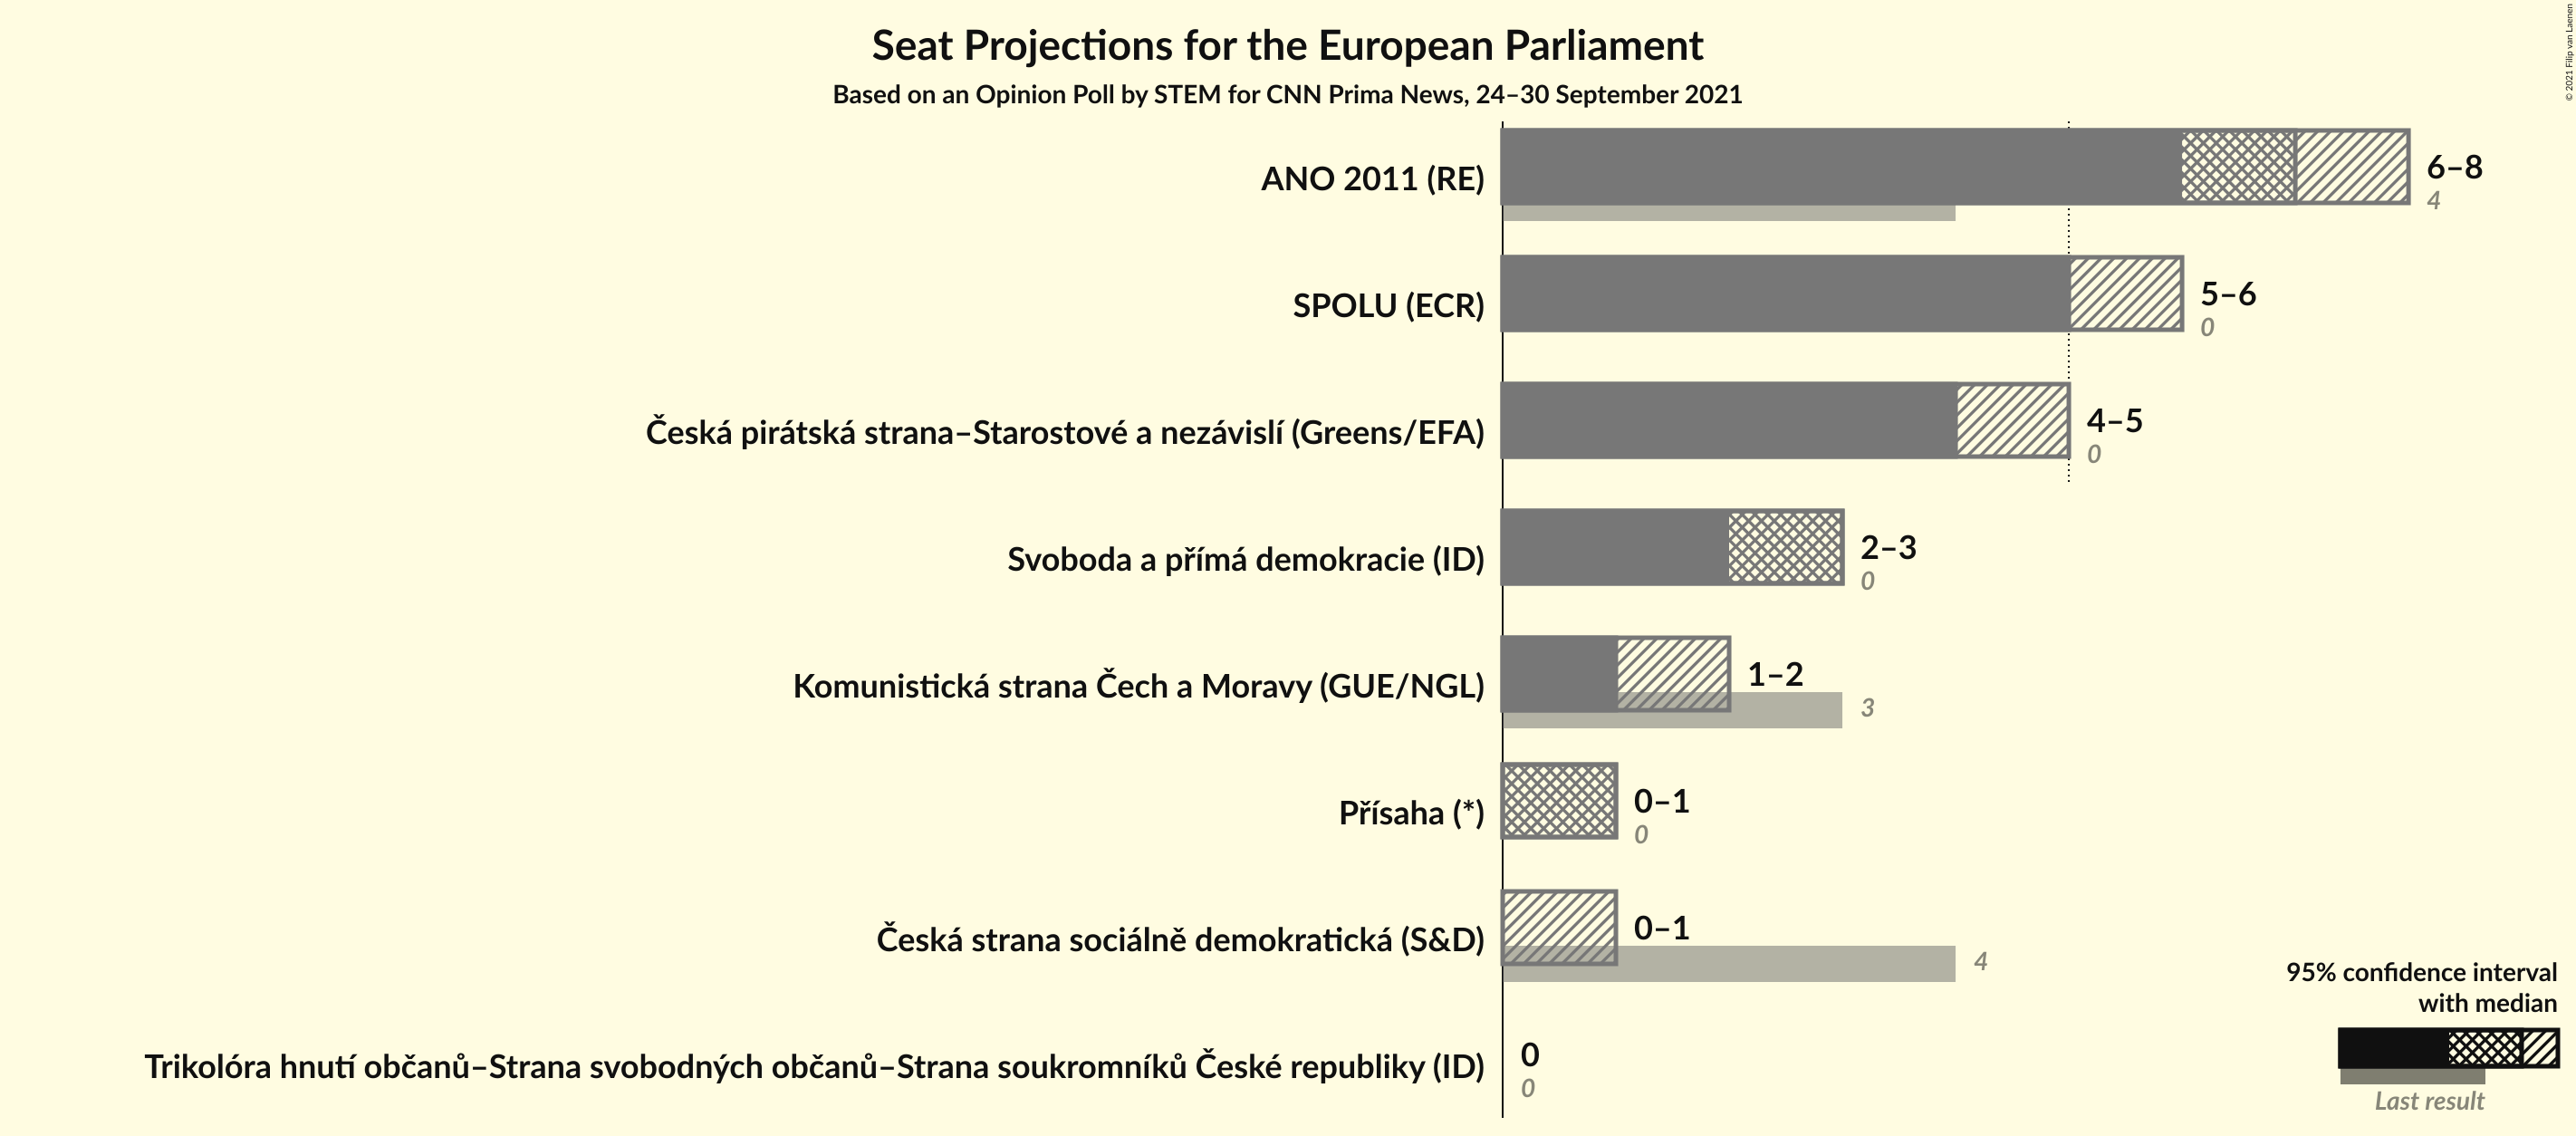 Seat Projections for the European Parliament
Based on an Opinion Poll by STEM for CNN Prima News, 24–30 September 2021
© 2021 Filip van Laenen
ANO 2011 (RE)
6–8
4
SPOLU (ECR)
5–6
0
Česká pirátská strana–Starostové a nezávislí (Greens/EFA)
4–5
0
Svoboda a přímá demokracie (ID)
2–3
0
Komunistická strana Čech a Moravy (GUE/NGL)
1–2
3
Přísaha (*)
0–1
0
Česká strana sociálně demokratická (S&D)
0–1
4
Trikolóra hnutí občanů–Strana svobodných občanů–Strana soukromníků České republiky (ID)
0
0
95% confidence interval
with median
Last result